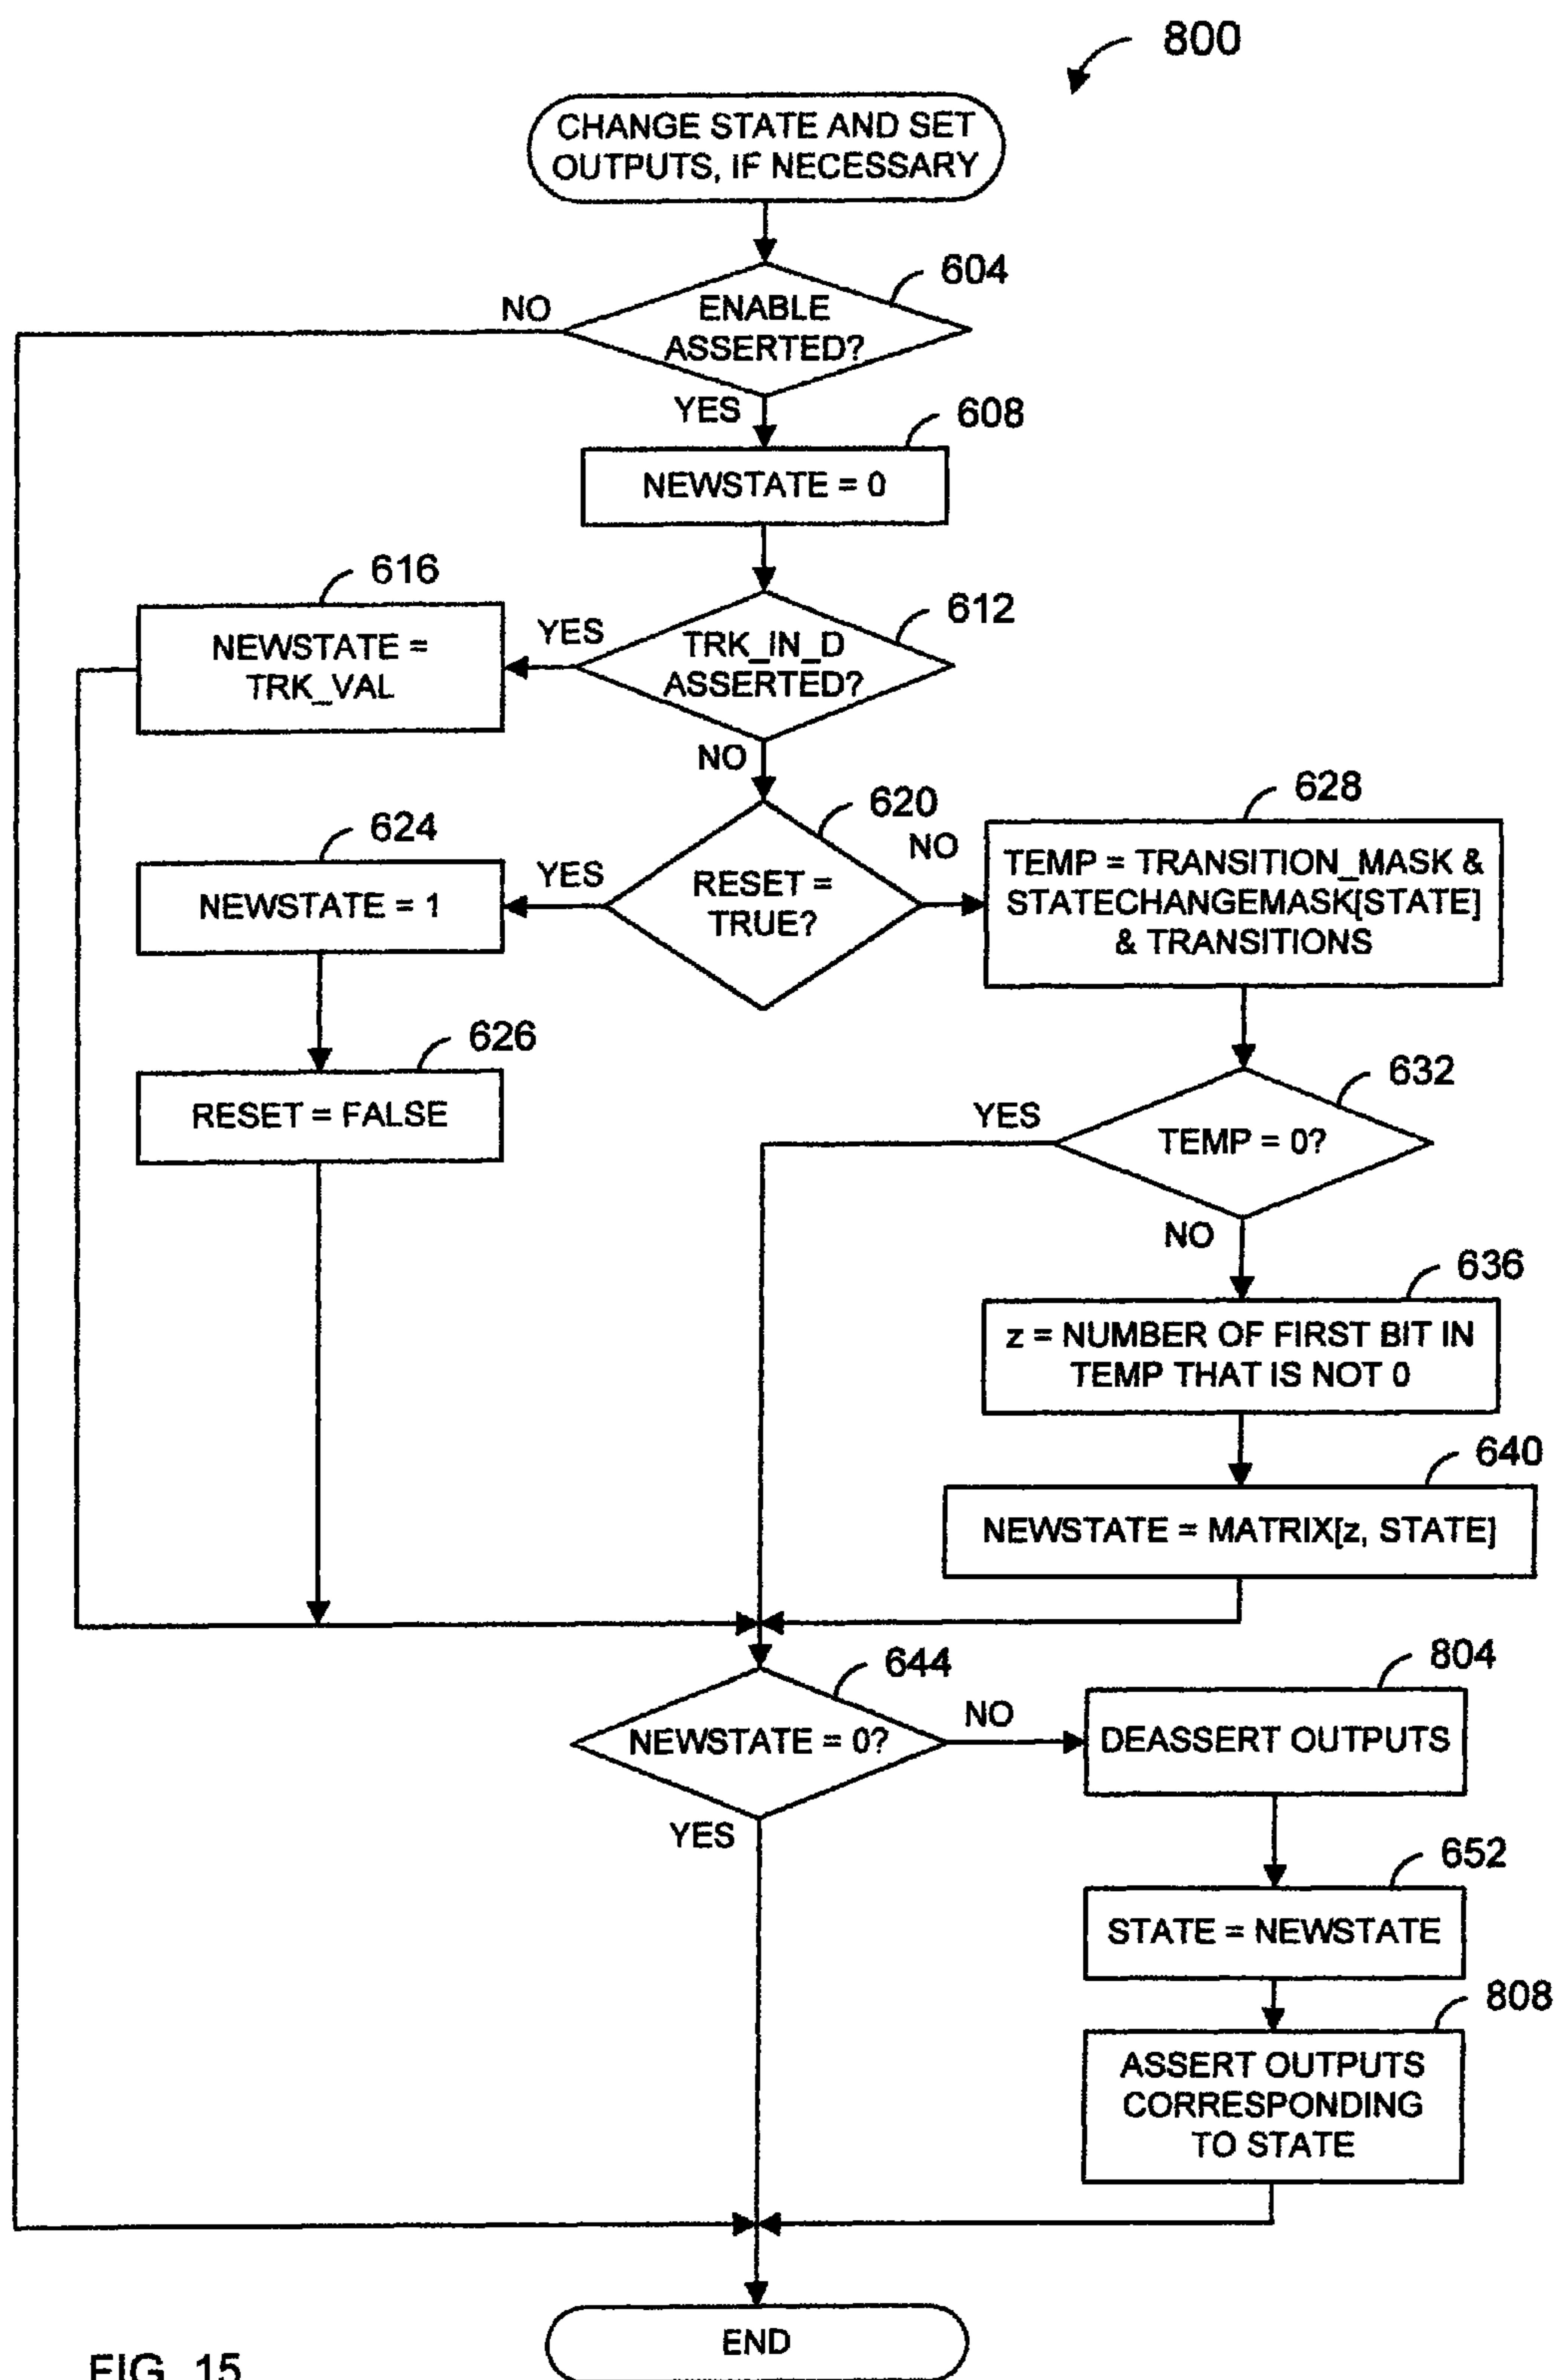 800
CHANGE STATE AND SET
OUTPUTS, IF NECESSARY
604
NO
ENABLE
ASSERTED?
YES
608
NEWSTATE = 0
616
612
NEWSTATE =
TRK_VAL
YES
TRK_IN_D
ASSERTED?
NO
628
620
624
NO
TEMP = TRANSITION_MASK &
STATECHANGEMASK[STATE]
& TRANSITIONS
YES
RESET =
TRUE?
NEWSTATE = 1
626
RESET = FALSE
632
YES
TEMP = 0?
NO
636
z = NUMBER OF FIRST BIT IN
TEMP THAT IS NOT 0
640
NEWSTATE = MATRIX[z, STATE]
644
804
NEWSTATE = 0?
NO
DEASSERT OUTPUTS
YES
652
STATE = NEWSTATE
808
ASSERT OUTPUTS
CORRESPONDING
TO STATE
END
FIG. 15